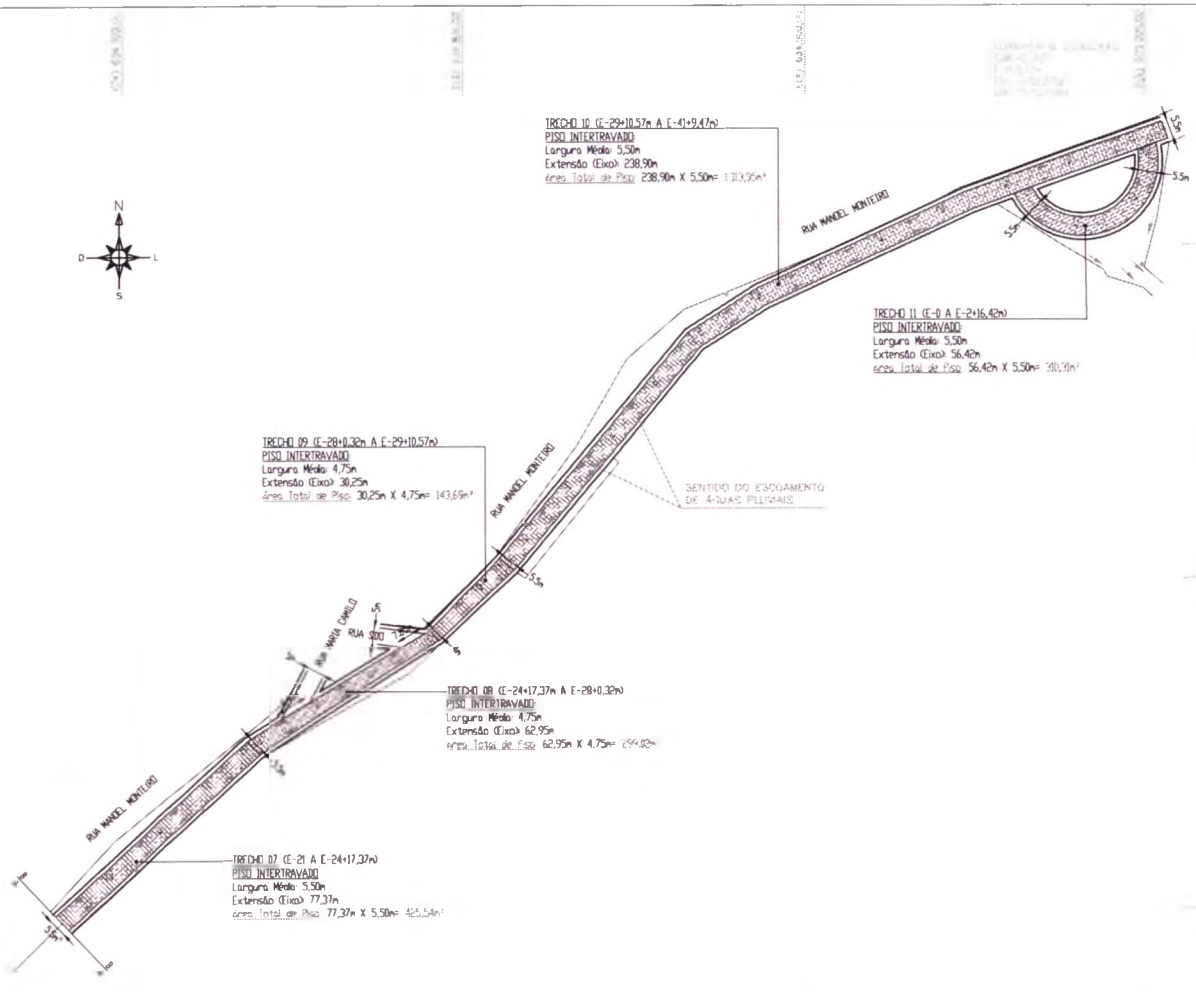 TRECHO 10 (E-29+10,57m A E-41+9,47m)
PISO INTERTRAVADO:
Largura Média: 5,50m
Extensão (Eixo): 238,90m
Área Total de Piso: 238,90m X 5,50m= 1.313,95m²
5.5m
5.5m
5.5m
RUA MANOEL MONTEIRO
N
O
L
S
TRECHO 11 (E-0 A E-2+16,42m)
PISO INTERTRAVADO:
Largura Média: 5,50m
Extensão (Eixo): 56,42m
Área Total de Piso: 56,42m X 5,50m= 310,31m²
TRECHO 09 (E-28+0,32m A E-29+10,57m)
PISO INTERTRAVADO:
Largura Média: 4,75m
Extensão (Eixo): 30,25m
Área Total de Piso: 30,25m X 4,75m= 143,69m²
RUA MANOEL MONTEIRO
SENTIDO DO ESCOAMENTO
DE ÁGUAS PLUVIAIS
5.5m
RUA MARIA CAMILO
5m
RUA SDO
TRECHO 08 (E-24+17,37m A E-28+0,32m)
PISO INTERTRAVADO:
Largura Média: 4,75m
Extensão (Eixo): 62,95m
Área Total de Piso: 62,95m X 4,75m= 299,02m²
5.5m
RUA MANOEL MONTEIRO
TRECHO 07 (E-21 A E-24+17,37m)
PISO INTERTRAVADO
Largura Média: 5,50m
Extensão (Eixo): 77,37m
Área Total de Piso: 77,37m X 5,50m= 425,54m²
5.5m